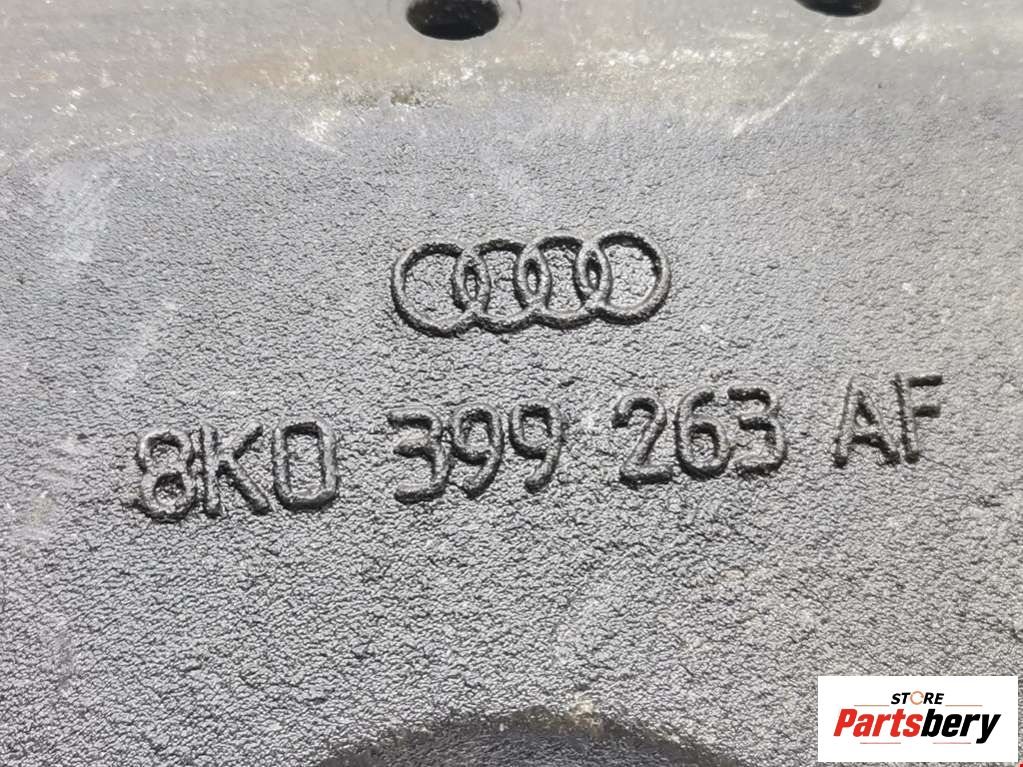 8K0 399 263 AF
STORE
Partsbery